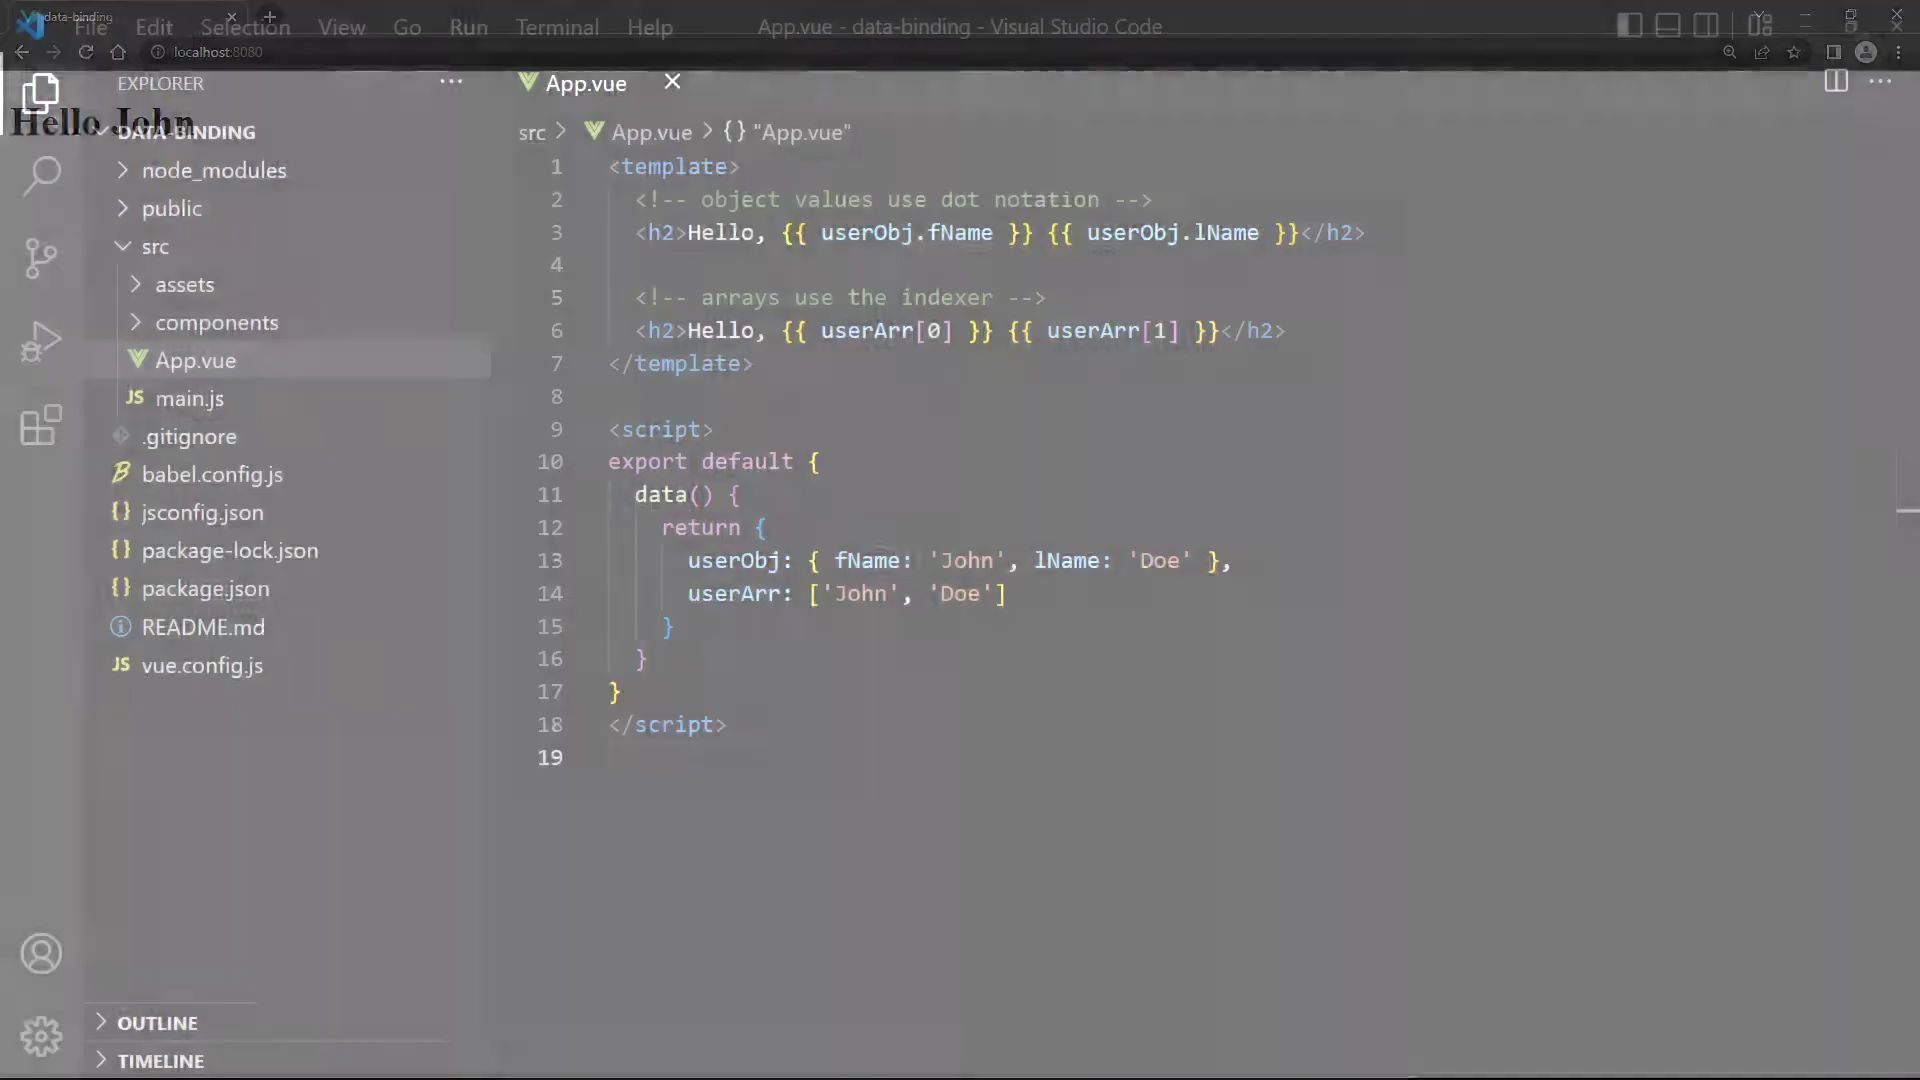 data-binding
File Edit Selection View Go Run Terminal Help App.vue - data-binding - Visual Studio Code
localhost:8080
EXPLORER
App.vue
Hello John
DATA-BINDING
src > App.vue > {} "App.vue"
node_modules
public
src
assets
components
App.vue
JS main.js
.gitignore
babel.config.js
{} jsconfig.json
{} package-lock.json
{} package.json
README.md
JS vue.config.js
OUTLINE
TIMELINE
1 <template>
2 <!-- object values use dot notation -->
3 <h2>Hello, {{ userObj.fName }} {{ userObj.lName }}</h2>
4
5 <!-- arrays use the indexer -->
6 <h2>Hello, {{ userArr[0] }} {{ userArr[1] }}</h2>
7 </template>
8
9 <script>
10 export default {
11 data() {
12 return {
13 userObj: { fName: 'John', lName: 'Doe' },
14 userArr: ['John', 'Doe']
15 }
16 }
17 }
18 </script>
19